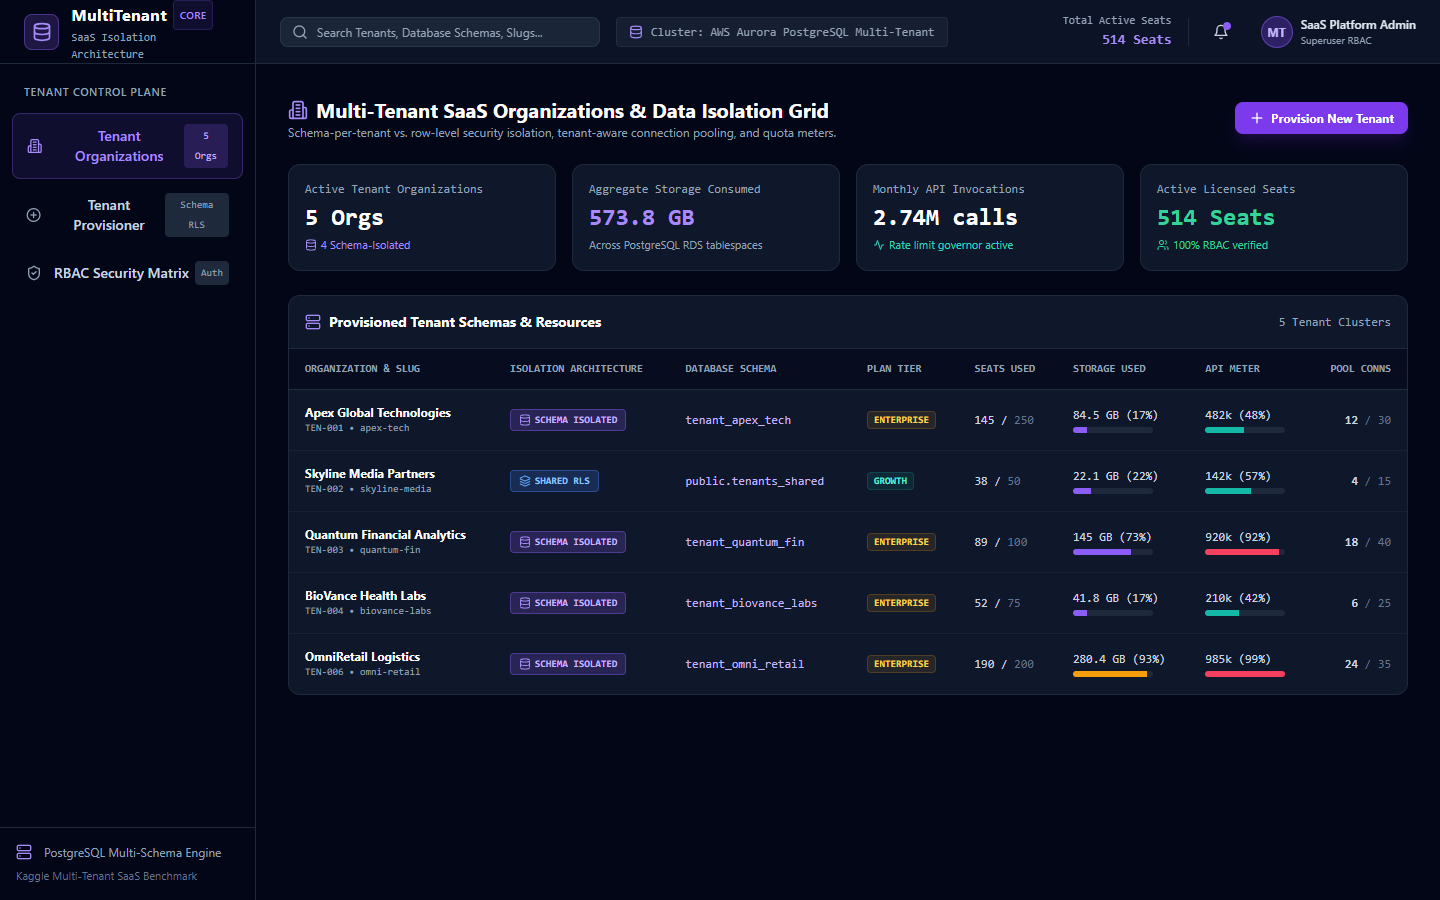 MultiTenant CORE
SaaS Isolation
Architecture
Search Tenants, Database Schemas, Slugs...
Cluster: AWS Aurora PostgreSQL Multi-Tenant
Total Active Seats
514 Seats
MT
SaaS Platform Admin
Superuser RBAC
TENANT CONTROL PLANE
Tenant Organizations 5 Orgs
Tenant Provisioner Schema RLS
RBAC Security Matrix Auth
PostgreSQL Multi-Schema Engine
Kaggle Multi-Tenant SaaS Benchmark
Multi-Tenant SaaS Organizations & Data Isolation Grid
Schema-per-tenant vs. row-level security isolation, tenant-aware connection pooling, and quota meters.
Provision New Tenant
Active Tenant Organizations
5 Orgs
4 Schema-Isolated
Aggregate Storage Consumed
573.8 GB
Across PostgreSQL RDS tablespaces
Monthly API Invocations
2.74M calls
Rate limit governor active
Active Licensed Seats
514 Seats
100% RBAC verified
Provisioned Tenant Schemas & Resources
5 Tenant Clusters
ORGANIZATION & SLUG ISOLATION ARCHITECTURE DATABASE SCHEMA PLAN TIER SEATS USED STORAGE USED API METER POOL CONNS
Apex Global Technologies
TEN-001 • apex-tech
SCHEMA ISOLATED tenant_apex_tech ENTERPRISE 145 / 250 84.5 GB (17%) 482k (48%) 12 / 30
Skyline Media Partners
TEN-002 • skyline-media
SHARED RLS public.tenants_shared GROWTH 38 / 50 22.1 GB (22%) 142k (57%) 4 / 15
Quantum Financial Analytics
TEN-003 • quantum-fin
SCHEMA ISOLATED tenant_quantum_fin ENTERPRISE 89 / 100 145 GB (73%) 920k (92%) 18 / 40
BioVance Health Labs
TEN-004 • biovance-labs
SCHEMA ISOLATED tenant_biovance_labs ENTERPRISE 52 / 75 41.8 GB (17%) 210k (42%) 6 / 25
OmniRetail Logistics
TEN-006 • omni-retail
SCHEMA ISOLATED tenant_omni_retail ENTERPRISE 190 / 200 280.4 GB (93%) 985k (99%) 24 / 35